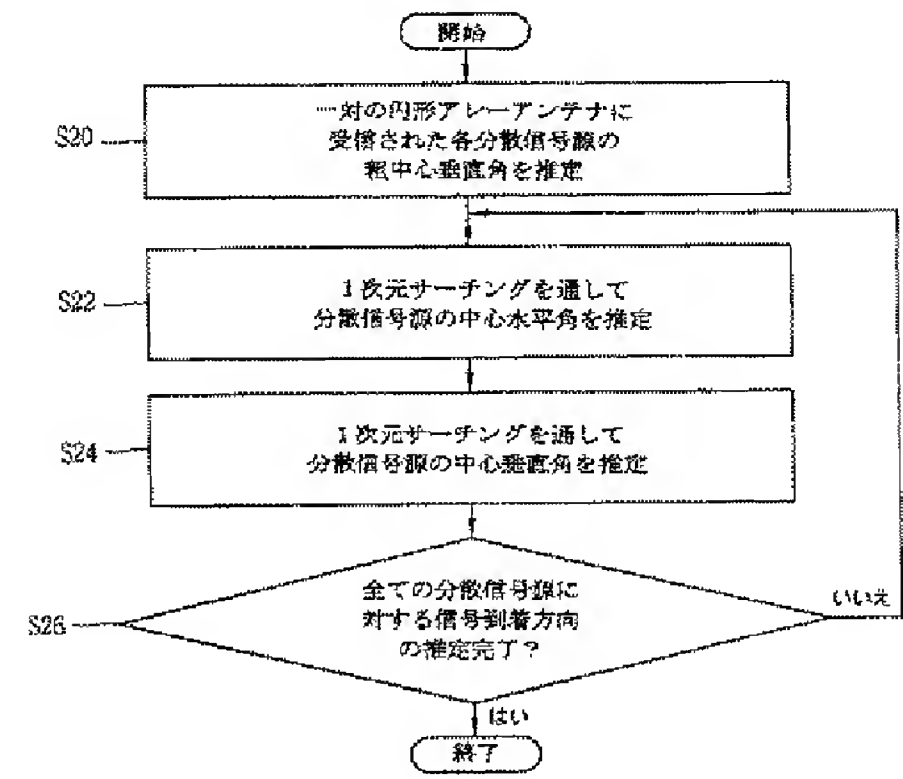 開始
S20
一対の円形アレーアンテナに
受信された各分散信号源の
粗中心垂直角を推定
S22
1次元サーチングを通して
分散信号源の中心水平角を推定
S24
1次元サーチングを通して
分散信号源の中心垂直角を推定
S26
全ての分散信号源に
対する信号到着方向
の推定完了?
いいえ
はい
終了